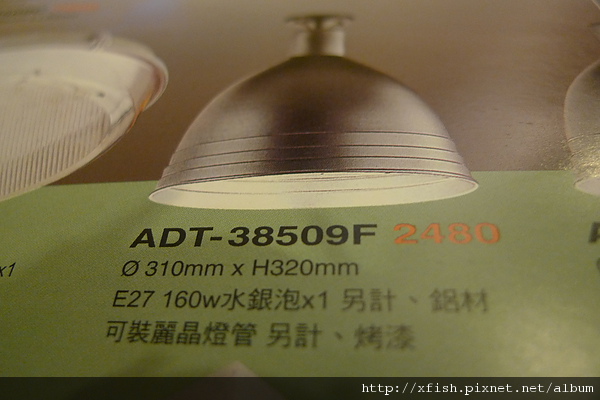 ADT-38509F 2480
Ø 310mm x H320mm
x1
E27 160w水銀泡x1 另計、鋁材
可裝麗晶燈管 另計、烤漆
http://xfish.pixnet.net/album